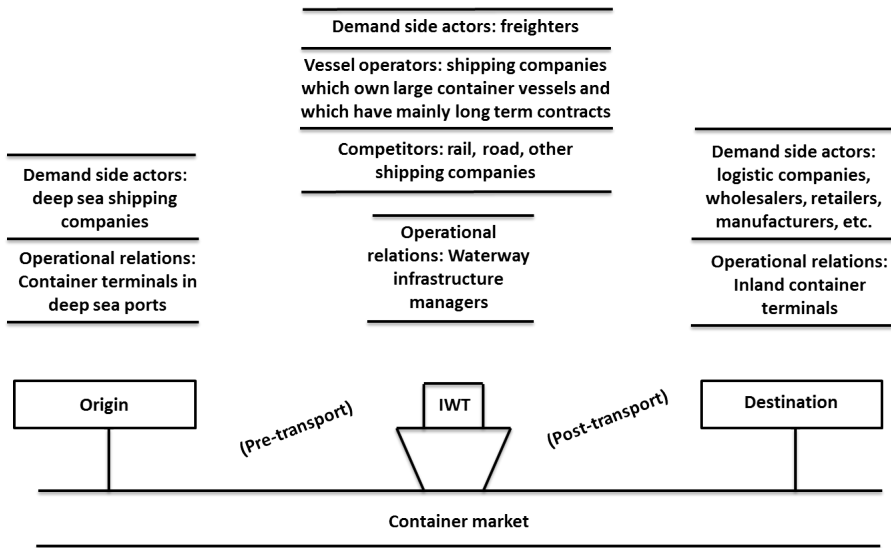 Demand side actors: freighters
Vessel operators: shipping companies
which own large container vessels and
which have mainly long term contracts
Competitors: rail, road, other
shipping companies
Demand side actors:
deep sea shipping
companies
Operational relations:
Container terminals in
deep sea ports
Operational
relations: Waterway
infrastructure
managers
Demand side actors:
logistic companies,
wholesalers, retailers,
manufacturers, etc.
Operational relations:
Inland container
terminals
Origin
(Pre-transport)
IWT
(Post-transport)
Destination
Container market